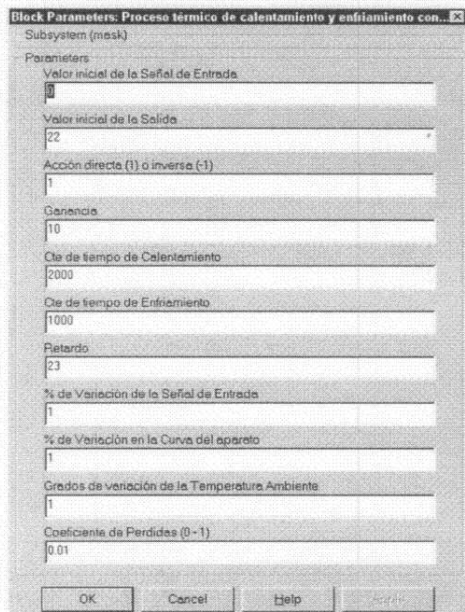 Block Parameters: Proceso térmico de calentamiento y enfriamiento con...
Subsystem (mask)
Parameters
Valor inicial de la Señal de Entrada
0
Valor inicial de la Salida
22
Acción directa (1) o inversa (-1)
1
Ganancia
10
Cte de tiempo de Calentamiento
2000
Cte de tiempo de Enfriamiento
1000
Retardo
23
% de Variación de la Señal de Entrada
1
% de Variación en la Curva del aparato
1
Grados de variación de la Temperatura Ambiente
1
Coeficiente de Perdidas (0 - 1)
0.01
OK Cancel Help